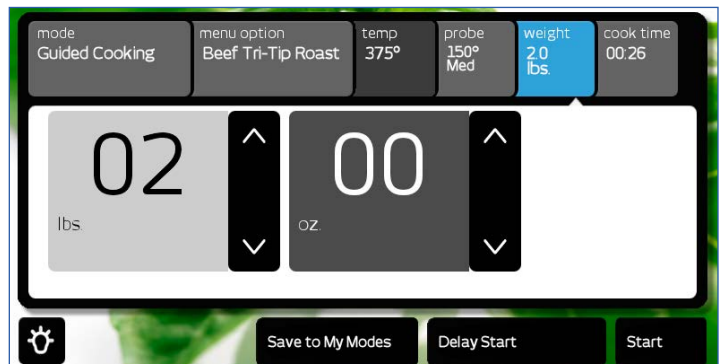 mode
Guided Cooking
menu option
Beef Tri-Tip Roast
temp
375°
probe
150°
Med
weight
2.0
lbs.
cook time
00:26
02
lbs.
00
oz.
Save to My Modes
Delay Start
Start